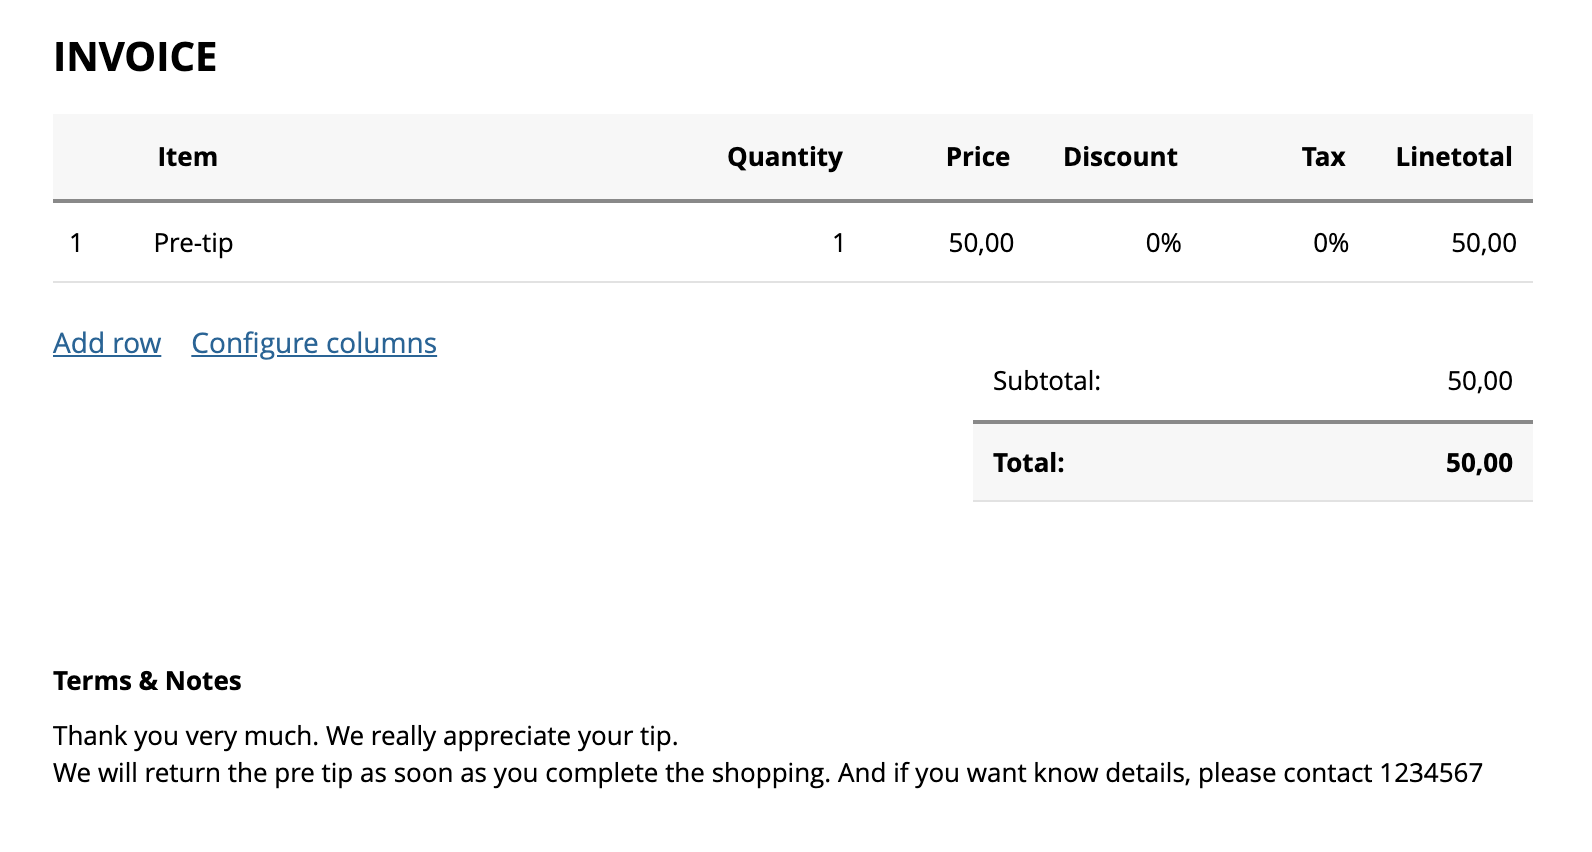 INVOICE
Item Quantity Price Discount Tax Linetotal
1 Pre-tip 1 50,00 0% 0% 50,00
Add row Configure columns
Subtotal: 50,00
Total: 50,00
Terms & Notes
Thank you very much. We really appreciate your tip.
We will return the pre tip as soon as you complete the shopping. And if you want know details, please contact 1234567